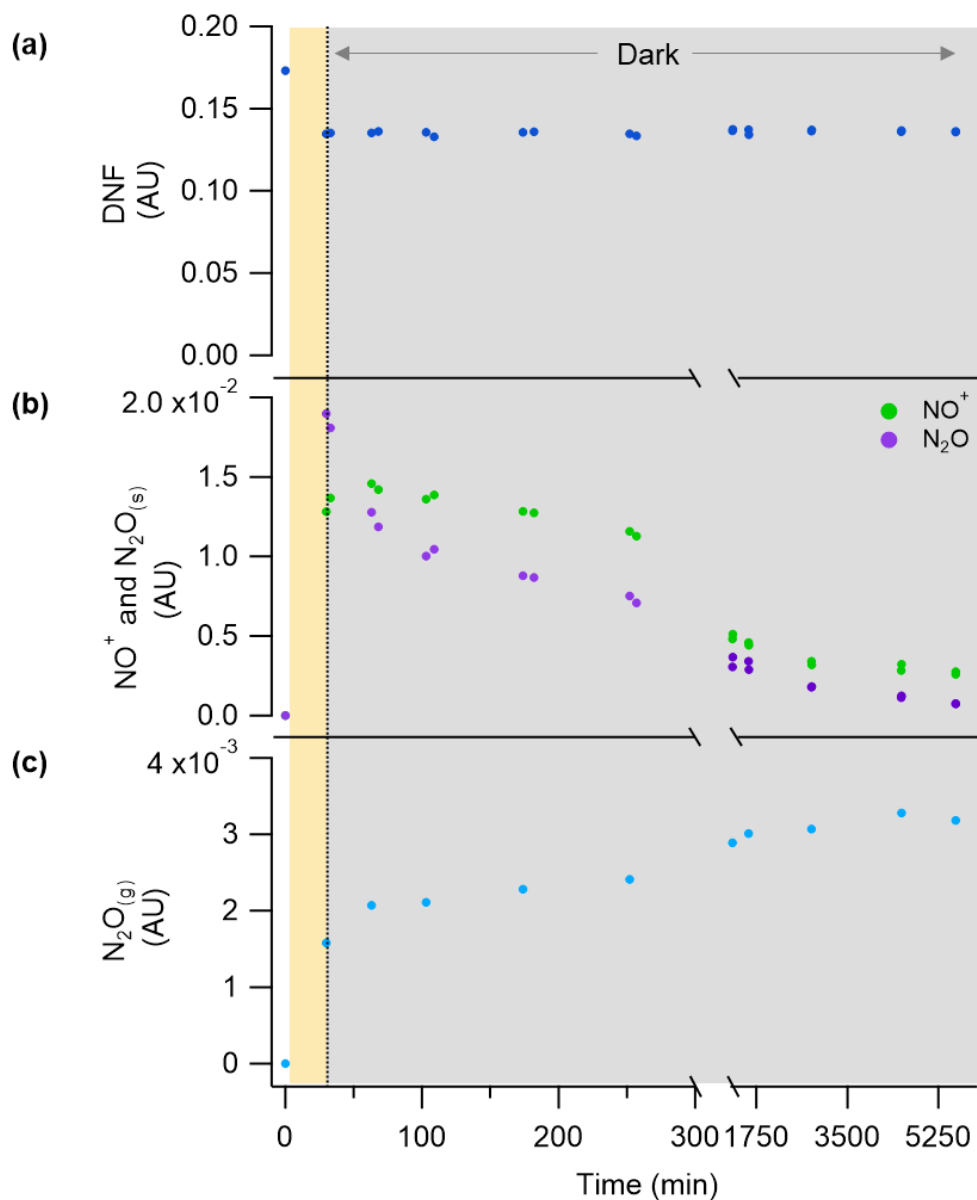 (a)
0.20
0.15
0.10
0.05
0.00
DNF
(AU)
Dark
(b)
2.0 x10⁻²
1.5
1.0
0.5
0.0
NO⁺ and N₂O₍s₎
(AU)
NO⁺
N₂O
(c)
4 x10⁻³
3
2
1
0
N₂O₍g₎
(AU)
0 100 200 300 1750 3500 5250
Time (min)